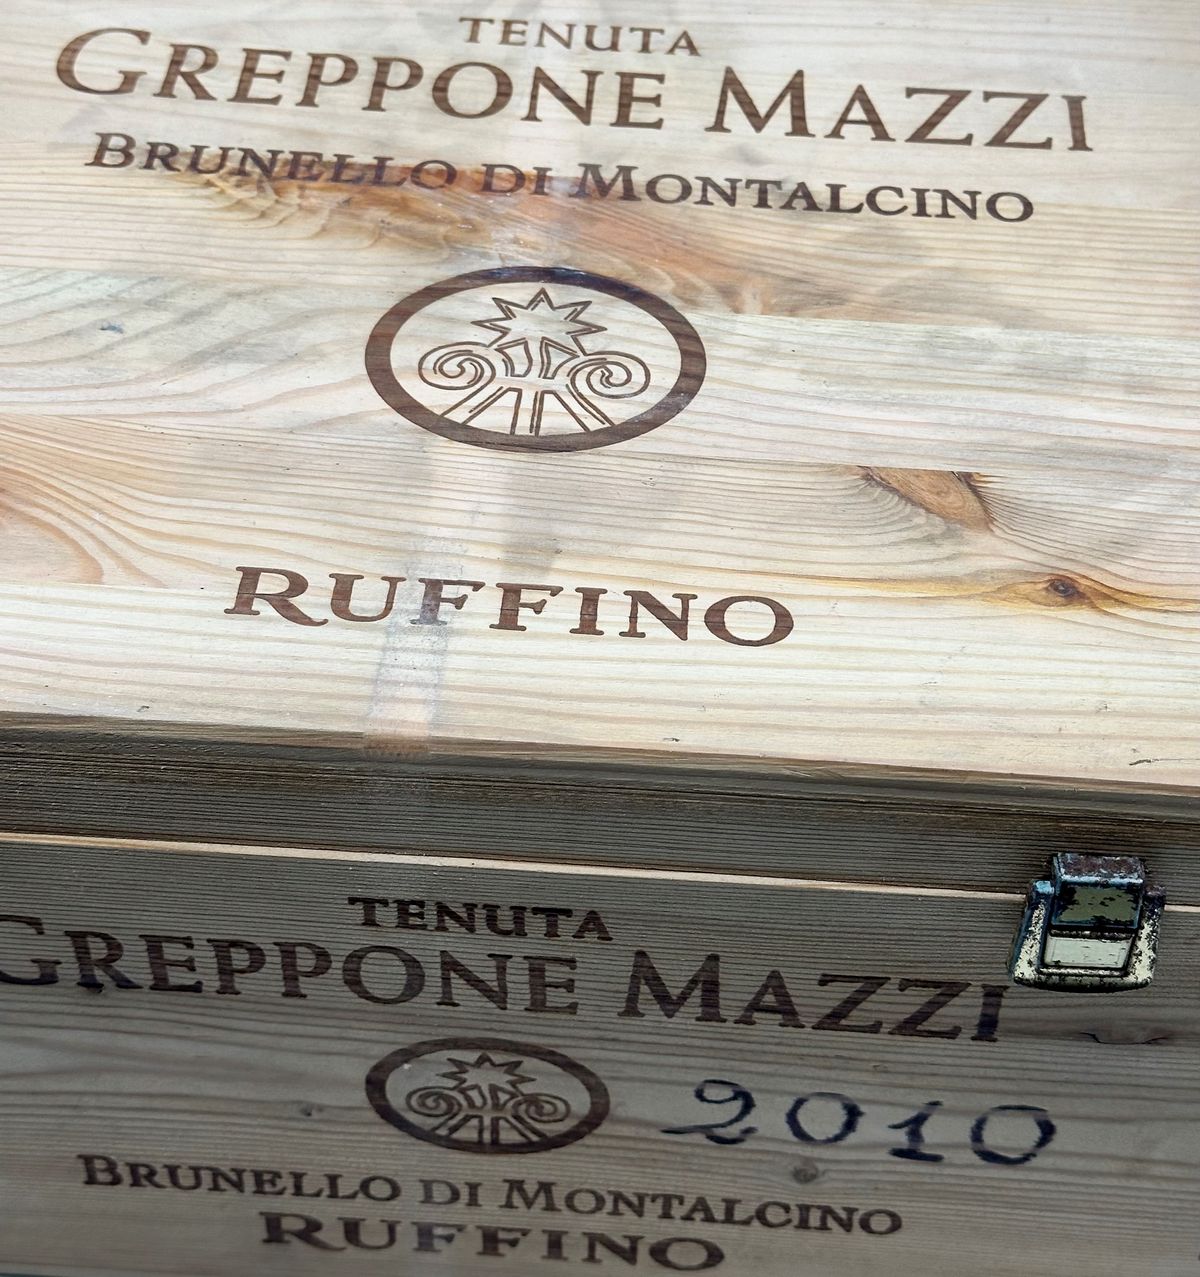 TENUTA
GREPPONE MAZZI
BRUNELLO DI MONTALCINO
RUFFINO
TENUTA
GREPPONE MAZZI
2010
BRUNELLO DI MONTALCINO
RUFFINO